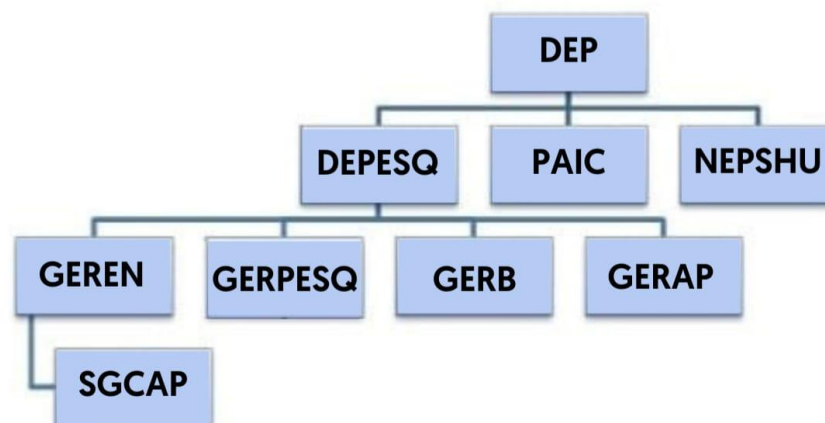 DEP
DEPESQ
PAIC
NEPSHU
GEREN
GERPESQ
GERB
GERAP
SGCAP